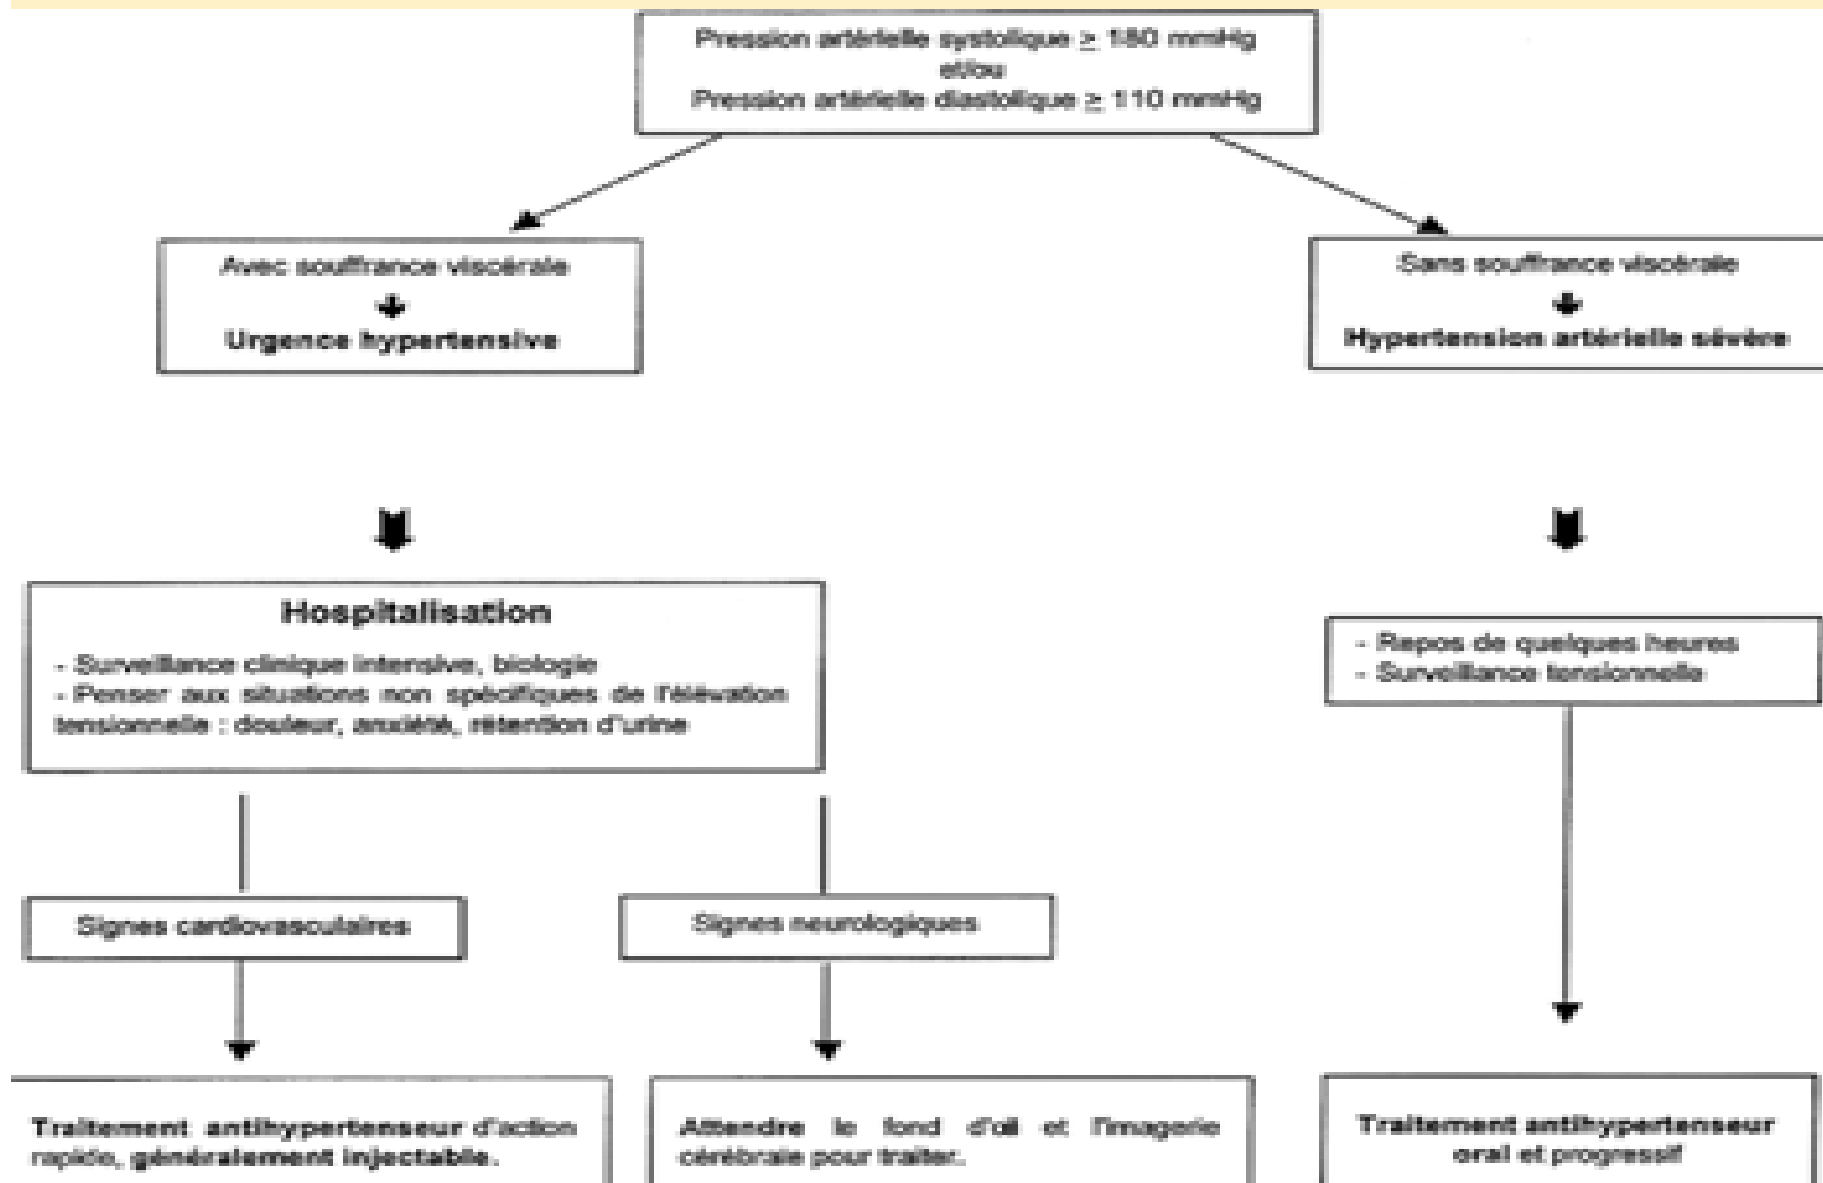 Pression artérielle systolique ≥ 180 mmHg
et/ou
Pression artérielle diastolique ≥ 110 mmHg
Avec souffrance viscérale
Urgence hypertensive
Sans souffrance viscérale
Hypertension artérielle sévère
Hospitalisation
- Surveillance clinique intensive, biologie
- Penser aux situations non spécifiques de l'élévation
tensionnelle : douleur, anxiété, rétention d'urine
- Repos de quelques heures
- Surveillance tensionnelle
Signes cardiovasculaires
Signes neurologiques
Traitement antihypertenseur d'action
rapide, généralement injectable.
Attendre le fond d'œil et l'imagerie
cérébrale pour traiter.
Traitement antihypertenseur
oral et progressif